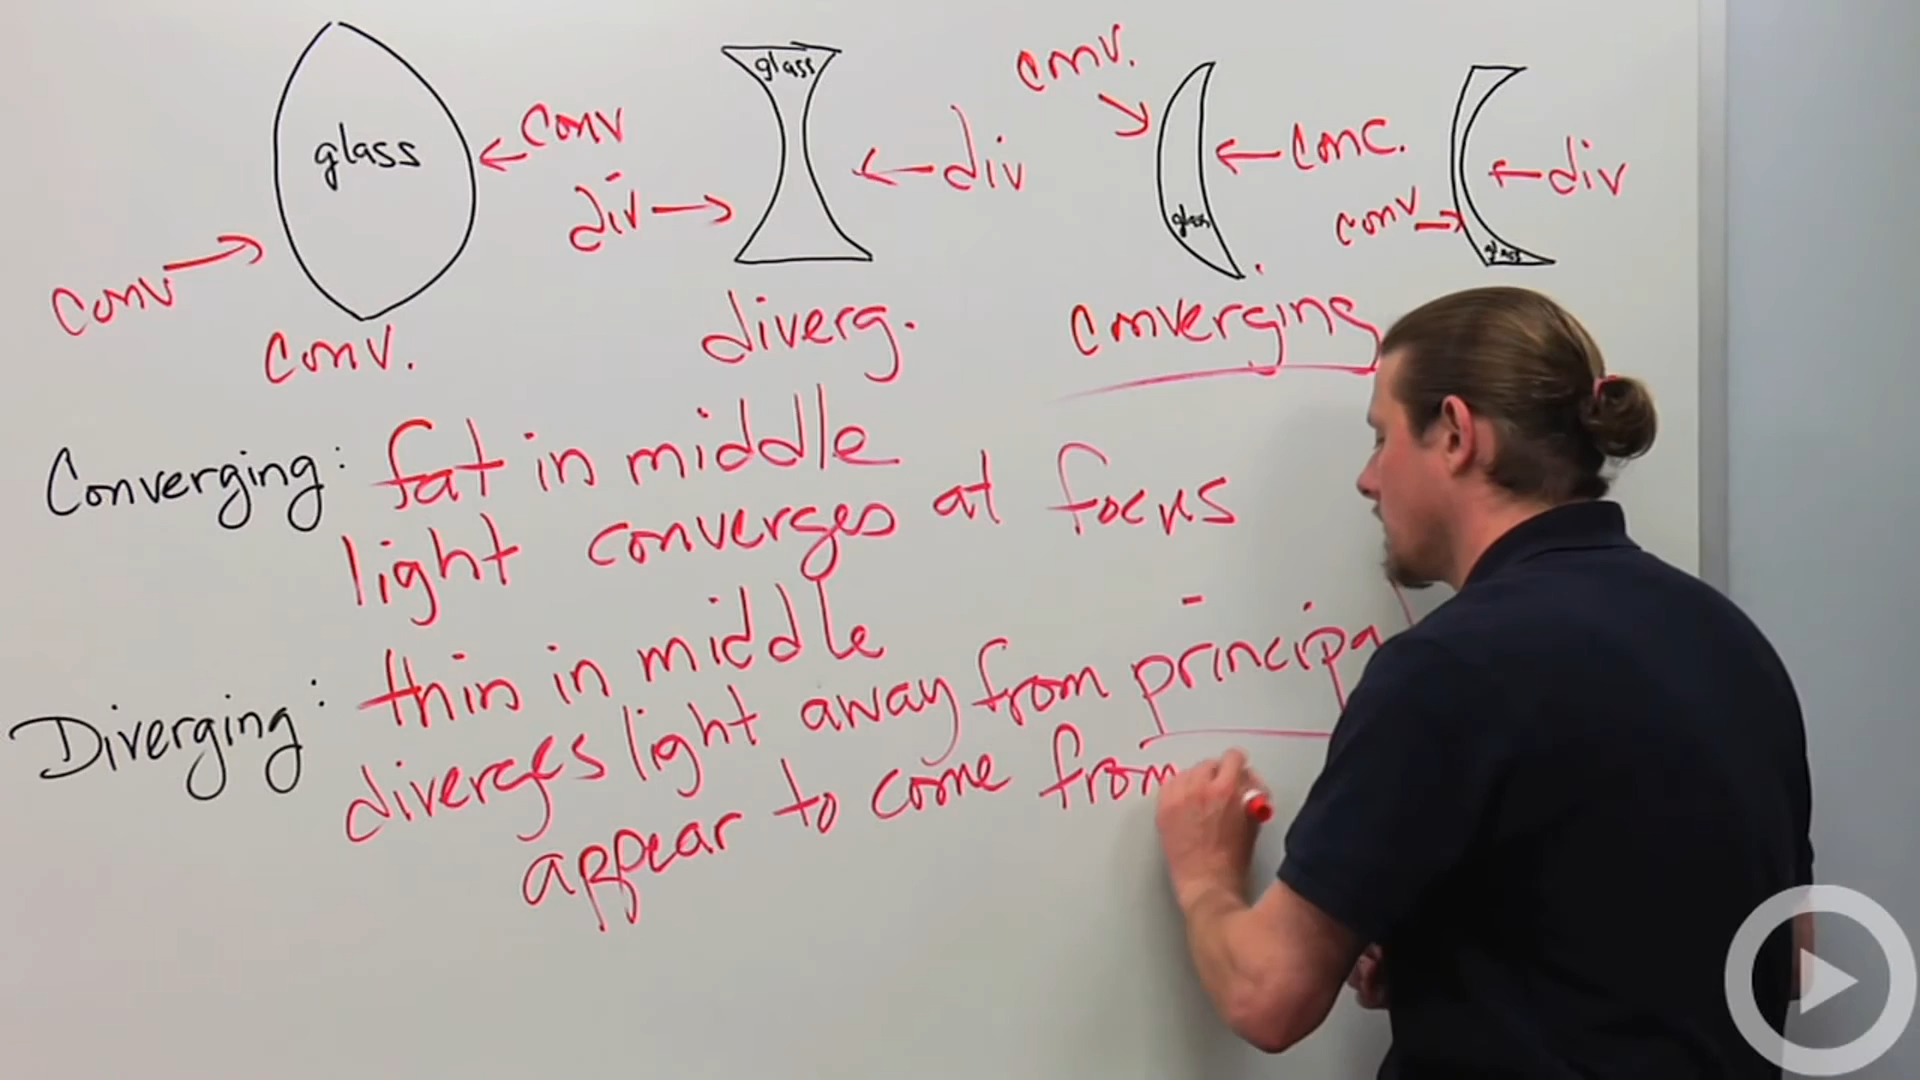 glass
conv
conv
conv.
glass
div
div
diverg.
conv.
conc.
glass
converging
div
conv
glass
Converging: fat in middle
light converges at focus
Diverging: thin in middle
diverges light away from principa
appear to come from